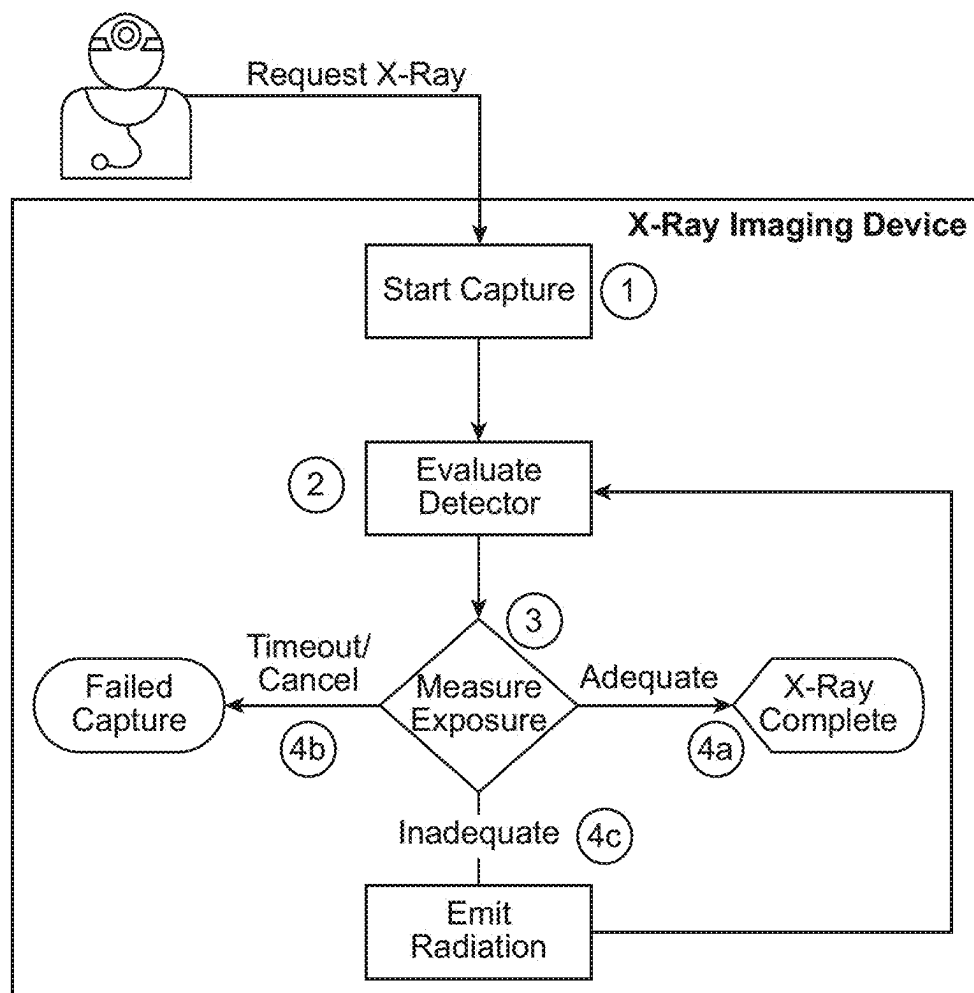 Request X-Ray
X-Ray Imaging Device
Start Capture
1
2
Evaluate
Detector
3
Timeout/
Cancel
Failed
Capture
Measure
Exposure
Adequate
X-Ray
Complete
4b
4a
Inadequate
4c
Emit
Radiation